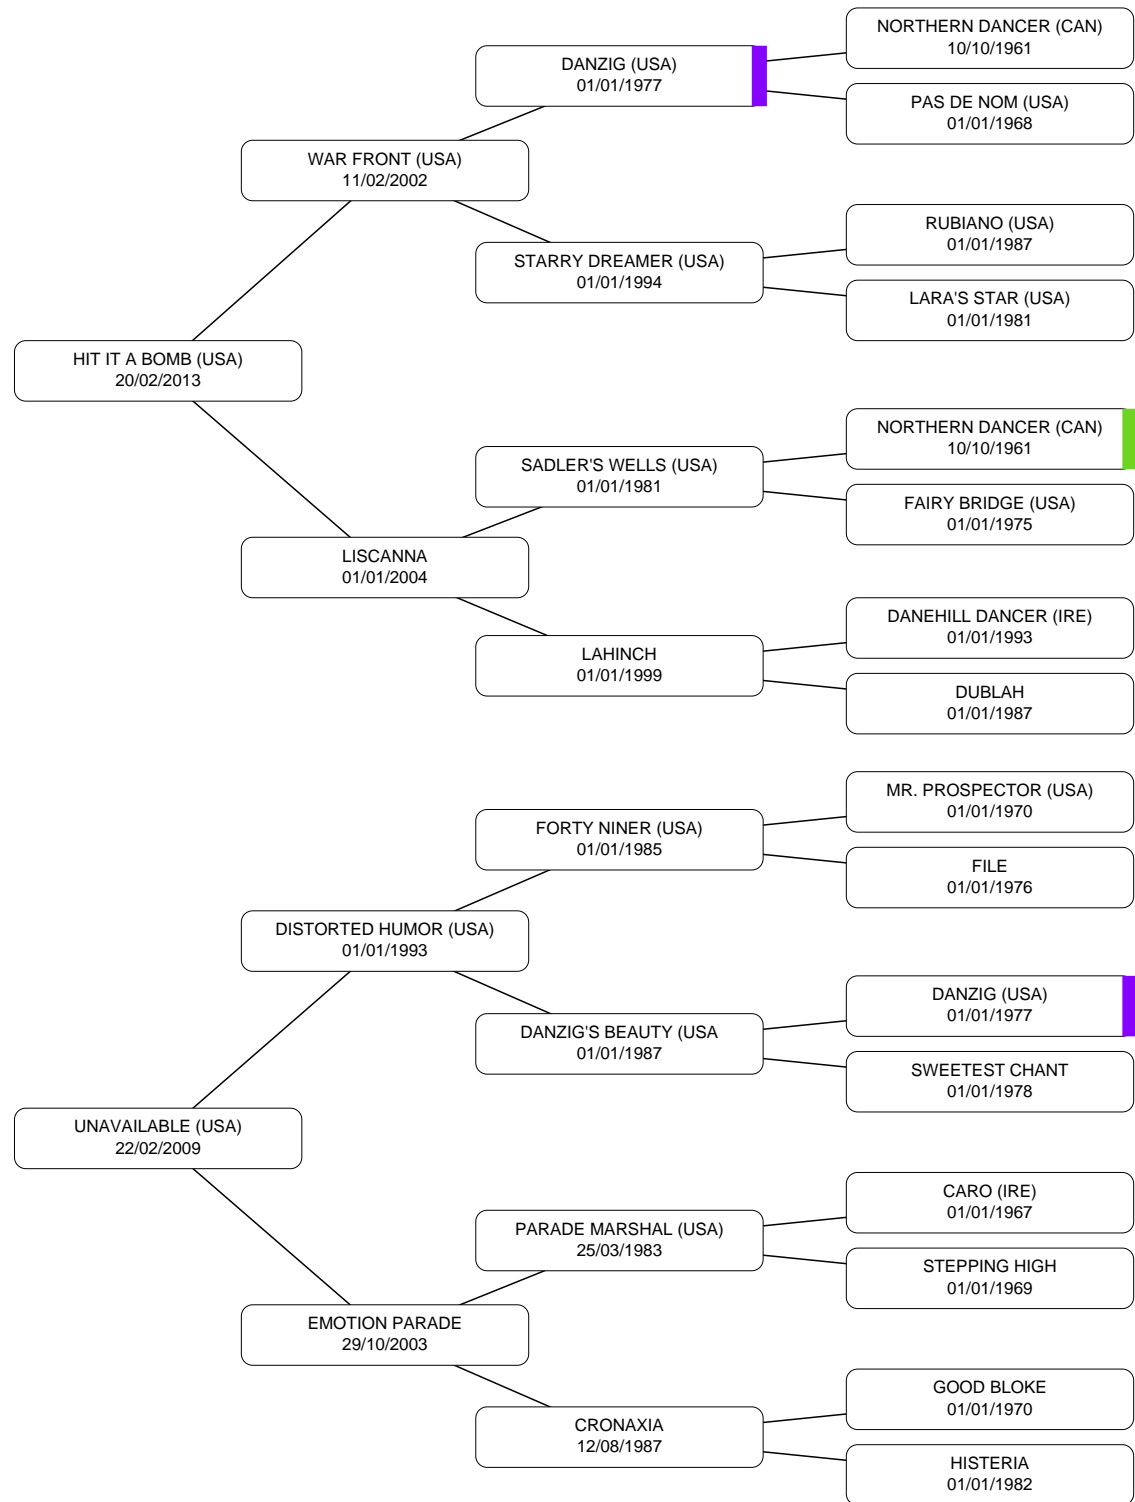 NORTHERN DANCER (CAN)
10/10/1961
DANZIG (USA)
01/01/1977
PAS DE NOM (USA)
01/01/1968
WAR FRONT (USA)
11/02/2002
RUBIANO (USA)
01/01/1987
STARRY DREAMER (USA)
01/01/1994
LARA'S STAR (USA)
01/01/1981
HIT IT A BOMB (USA)
20/02/2013
NORTHERN DANCER (CAN)
10/10/1961
SADLER'S WELLS (USA)
01/01/1981
FAIRY BRIDGE (USA)
01/01/1975
LISCANNA
01/01/2004
DANEHILL DANCER (IRE)
01/01/1993
LAHINCH
01/01/1999
DUBLAH
01/01/1987
MR. PROSPECTOR (USA)
01/01/1970
FORTY NINER (USA)
01/01/1985
FILE
01/01/1976
DISTORTED HUMOR (USA)
01/01/1993
DANZIG (USA)
01/01/1977
DANZIG'S BEAUTY (USA
01/01/1987
SWEETEST CHANT
01/01/1978
UNAVAILABLE (USA)
22/02/2009
CARO (IRE)
01/01/1967
PARADE MARSHAL (USA)
25/03/1983
STEPPING HIGH
01/01/1969
EMOTION PARADE
29/10/2003
GOOD BLOKE
01/01/1970
CRONAXIA
12/08/1987
HISTERIA
01/01/1982